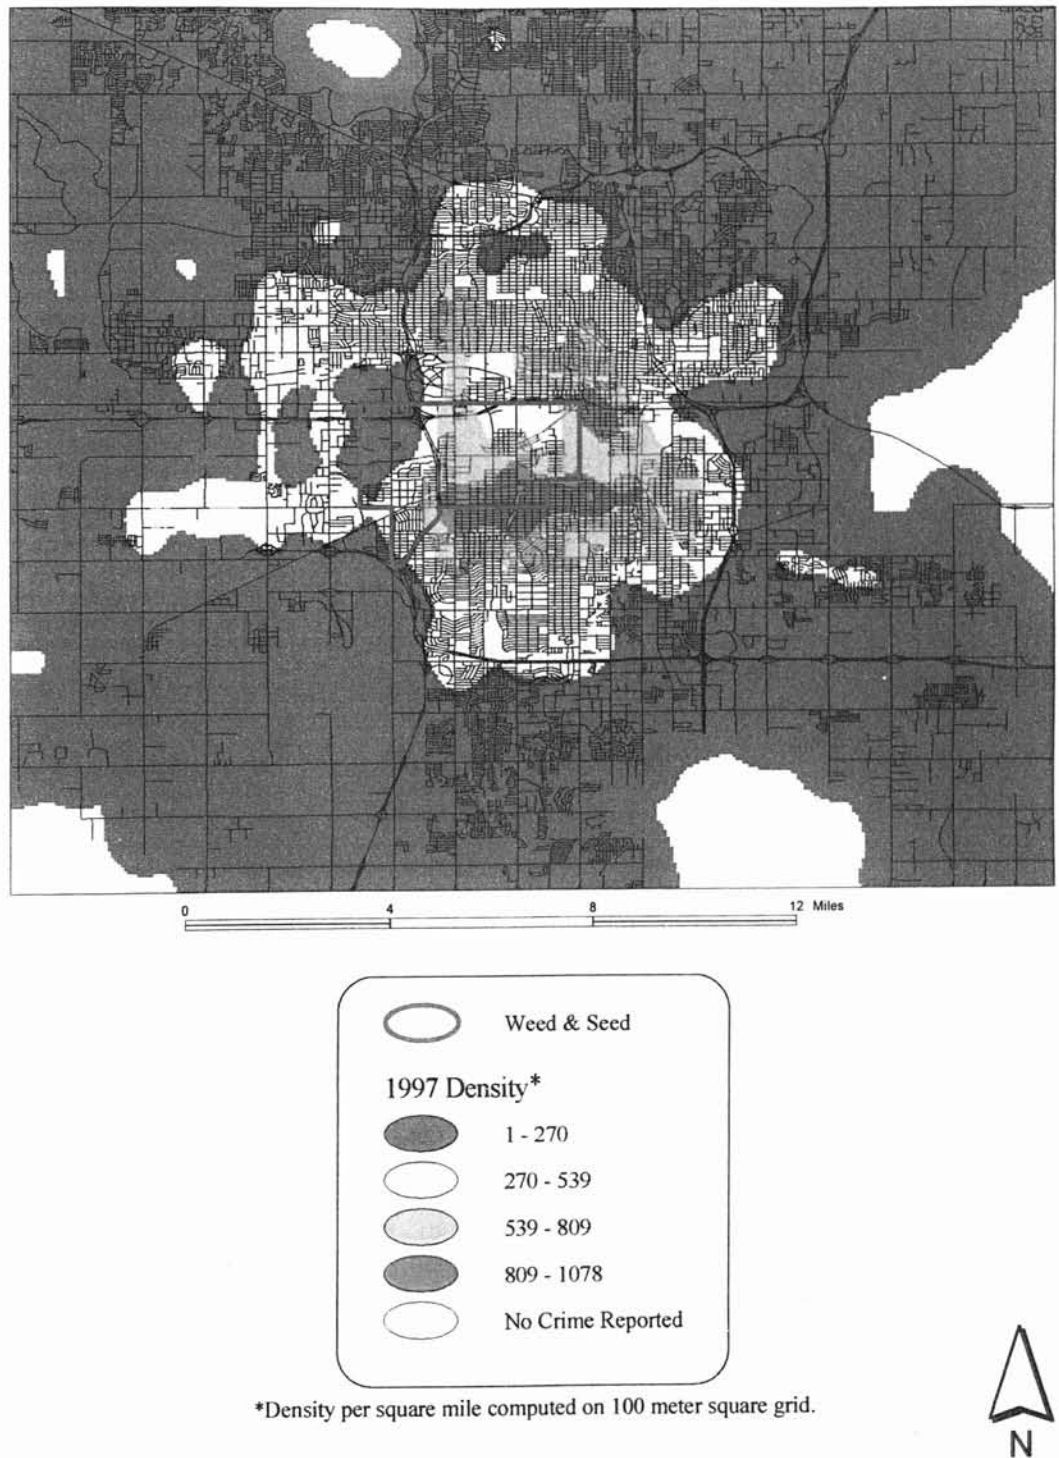 0 4 8 12 Miles
Weed & Seed
1997 Density*
1 - 270
270 - 539
539 - 809
809 - 1078
No Crime Reported
*Density per square mile computed on 100 meter square grid.
N